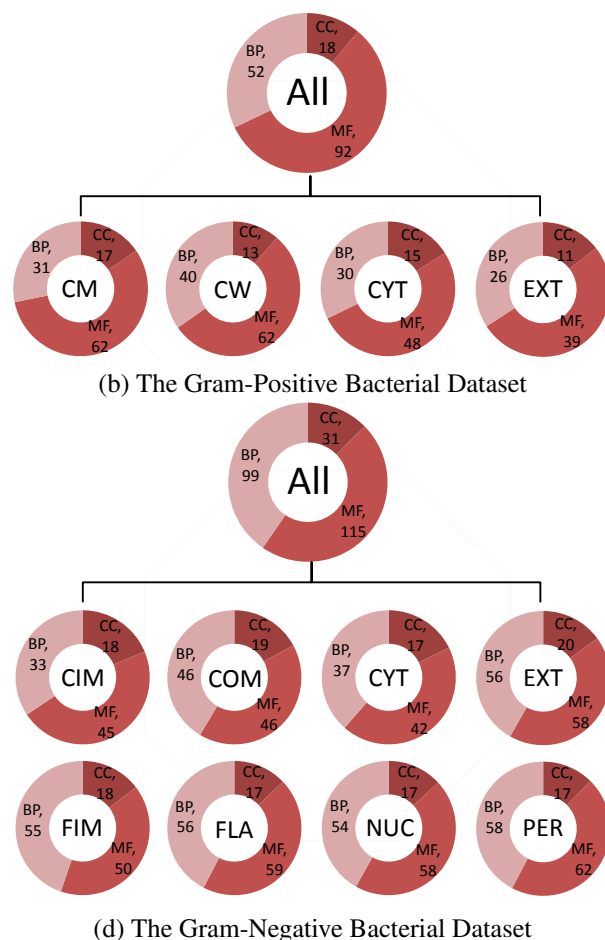 BP,
52
CC,
18
All
MF,
92
BP,
31
CC,
17
CM
MF,
62
BP,
40
CC,
13
CW
MF,
62
BP,
30
CC,
15
CYT
MF,
48
BP,
26
CC,
11
EXT
MF,
39
(b) The Gram-Positive Bacterial Dataset
BP,
99
CC,
31
All
MF,
115
BP,
33
CC,
18
CIM
MF,
45
BP,
46
CC,
19
COM
MF,
46
BP,
37
CC,
17
CYT
MF,
42
BP,
56
CC,
20
EXT
MF,
58
BP,
55
CC,
18
FIM
MF,
50
BP,
56
CC,
17
FLA
MF,
59
BP,
54
CC,
17
NUC
MF,
58
BP,
58
CC,
17
PER
MF,
62
(d) The Gram-Negative Bacterial Dataset